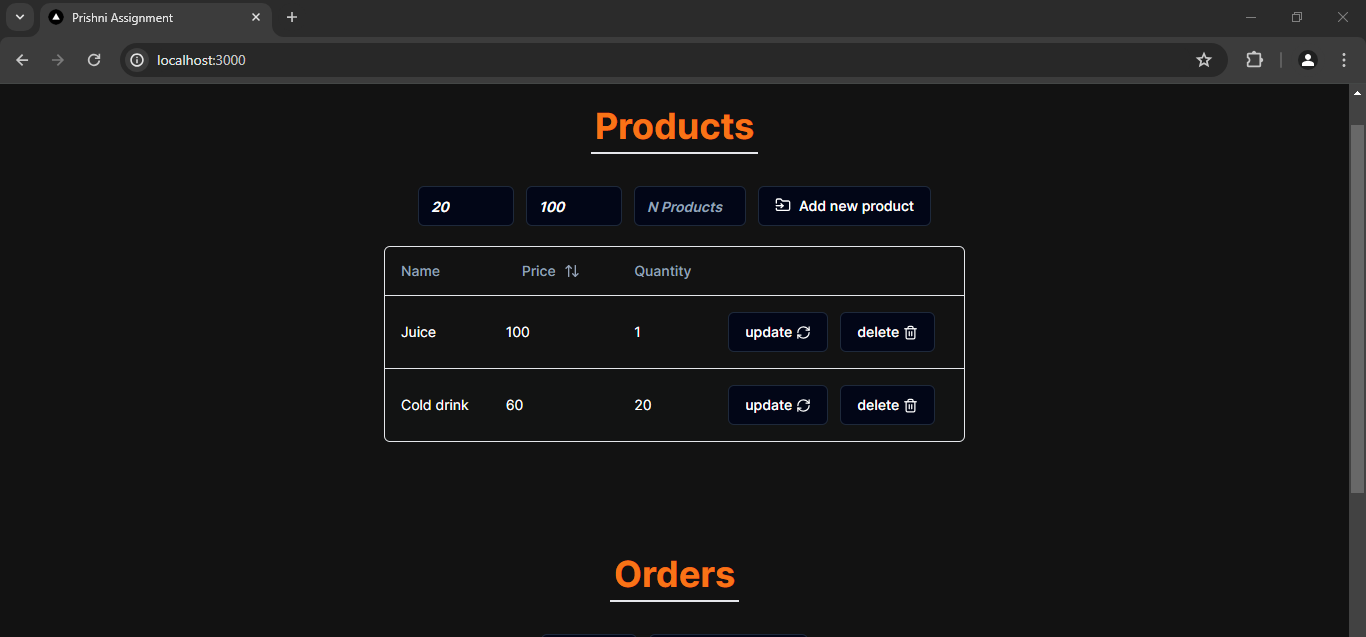 Prishni Assignment
localhost:3000
Products
20 100 N Products Add new product
Name Price Quantity
Juice 100 1 update delete
Cold drink 60 20 update delete
Orders